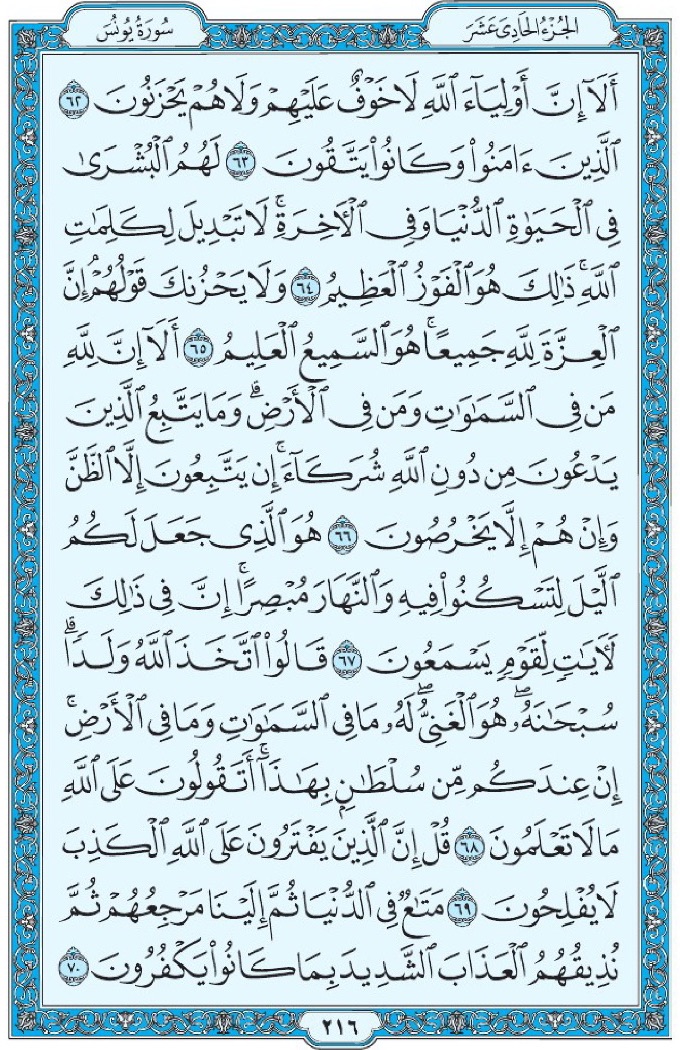 الجزء الحادى عشر
سورة يونس
أَلَآ إِنَّ أَوْلِيَآءَ ٱللَّهِ لَا خَوْفٌ عَلَيْهِمْ وَلَا هُمْ يَحْزَنُونَ ٦٢
ٱلَّذِينَ ءَامَنُوا۟ وَكَانُوا۟ يَتَّقُونَ ٦٣ لَهُمُ ٱلْبُشْرَىٰ
فِى ٱلْحَيَوٰةِ ٱلدُّنْيَا وَفِى ٱلْـَٔاخِرَةِ ۚ لَا تَبْدِيلَ لِكَلِمَـٰتِ
ٱللَّهِ ۚ ذَٰلِكَ هُوَ ٱلْفَوْزُ ٱلْعَظِيمُ ٦٤ وَلَا يَحْزُنكَ قَوْلُهُمْ ۘ إِنَّ
ٱلْعِزَّةَ لِلَّهِ جَمِيعًا ۚ هُوَ ٱلسَّمِيعُ ٱلْعَلِيمُ ٦٥ أَلَآ إِنَّ لِلَّهِ
مَن فِى ٱلسَّمَـٰوَٰتِ وَمَن فِى ٱلْأَرْضِ ۗ وَمَا يَتَّبِعُ ٱلَّذِينَ
يَدْعُونَ مِن دُونِ ٱللَّهِ شُرَكَآءَ ۚ إِن يَتَّبِعُونَ إِلَّا ٱلظَّنَّ
وَإِنْ هُمْ إِلَّا يَخْرُصُونَ ٦٦ هُوَ ٱلَّذِى جَعَلَ لَكُمُ
ٱلَّيْلَ لِتَسْكُنُوا۟ فِيهِ وَٱلنَّهَارَ مُبْصِرًا ۚ إِنَّ فِى ذَٰلِكَ
لَـَٔايَـٰتٍ لِّقَوْمٍ يَسْمَعُونَ ٦٧ قَالُوا۟ ٱتَّخَذَ ٱللَّهُ وَلَدًا ۗ
سُبْحَـٰنَهُۥ ۖ هُوَ ٱلْغَنِىُّ ۖ لَهُۥ مَا فِى ٱلسَّمَـٰوَٰتِ وَمَا فِى ٱلْأَرْضِ ۚ
إِنْ عِندَكُم مِّن سُلْطَـٰنٍۭ بِهَـٰذَآ ۚ أَتَقُولُونَ عَلَى ٱللَّهِ
مَا لَا تَعْلَمُونَ ٦٨ قُلْ إِنَّ ٱلَّذِينَ يَفْتَرُونَ عَلَى ٱللَّهِ ٱلْكَذِبَ
لَا يُفْلِحُونَ ٦٩ مَتَـٰعٌ فِى ٱلدُّنْيَا ثُمَّ إِلَيْنَا مَرْجِعُهُمْ ثُمَّ
نُذِيقُهُمُ ٱلْعَذَابَ ٱلشَّدِيدَ بِمَا كَانُوا۟ يَكْفُرُونَ ٧٠
٢١٦